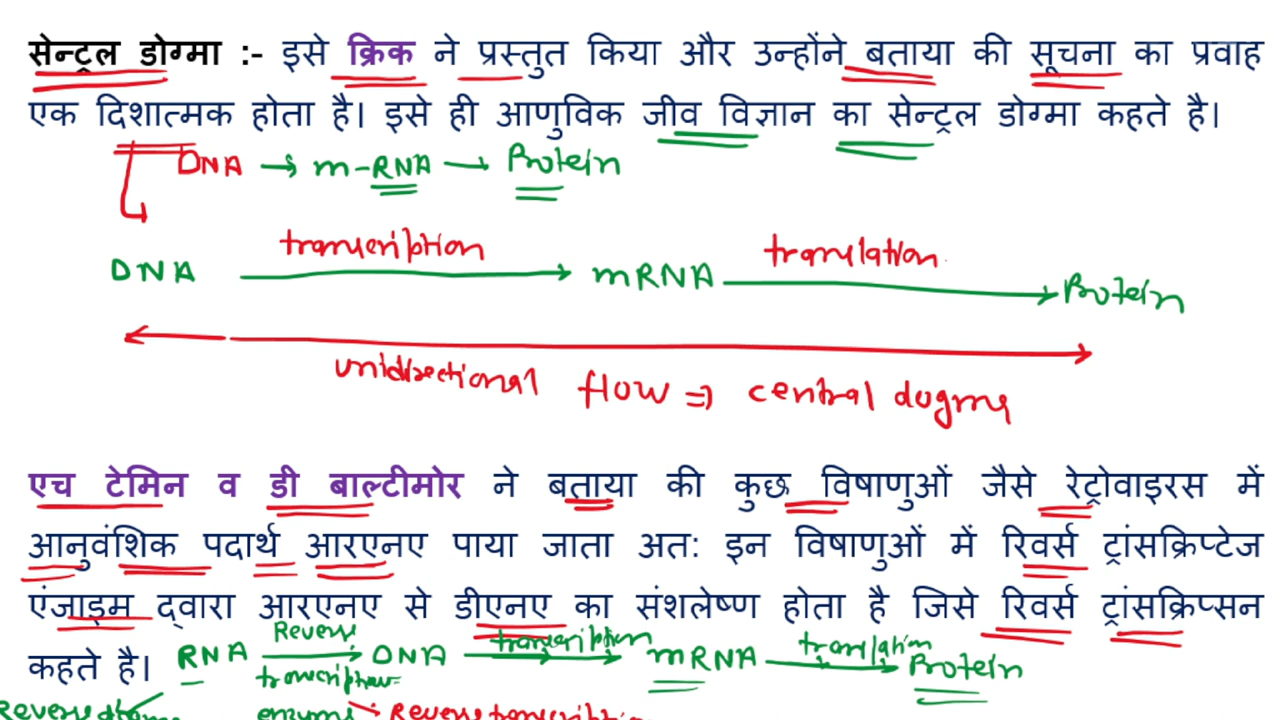 सेन्ट्रल डोग्मा :- इसे क्रिक ने प्रस्तुत किया और उन्होंने बताया की सूचना का प्रवाह
एक दिशात्मक होता है। इसे ही आणुविक जीव विज्ञान का सेन्ट्रल डोग्मा कहते है।
DNA → m-RNA → Protein
transcription translation
DNA → mRNA → Protein
unidirectional flow ⇒ central dogma
एच टेमिन व डी बाल्टीमोर ने बताया की कुछ विषाणुओं जैसे रेट्रोवाइरस में
आनुवंशिक पदार्थ आरएनए पाया जाता अत: इन विषाणुओं में रिवर्स ट्रांसक्रिप्टेज
एंजाइम द्वारा आरएनए से डीएनए का संशलेष्ण होता है जिसे रिवर्स ट्रांसक्रिप्सन
कहते है।
Reverse transcription translation
RNA → DNA → mRNA → Protein
enzyme → Reverse transcription